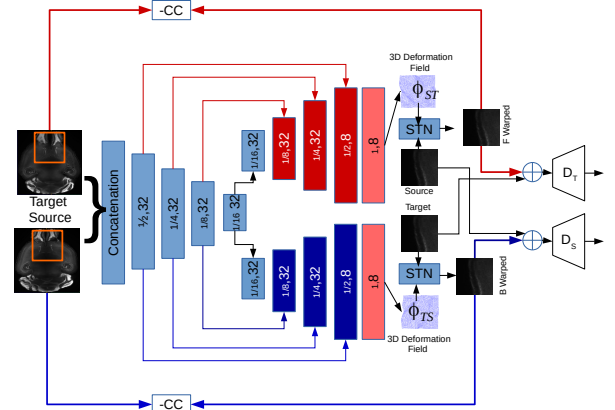 -CC
3D Deformation
Field
ϕST
STN
F Warped
Source
Target
Source
Concatenation
½,32
1/4,32
1/8,32
1/16 32
1/16,32
1/8,32
1/4,32
1/2,8
1,8
DT
Target
1/16,32
1/8,32
1/4,32
1/2,8
1,8
STN
B Warped
ϕTS
3D Deformation
Field
DS
-CC